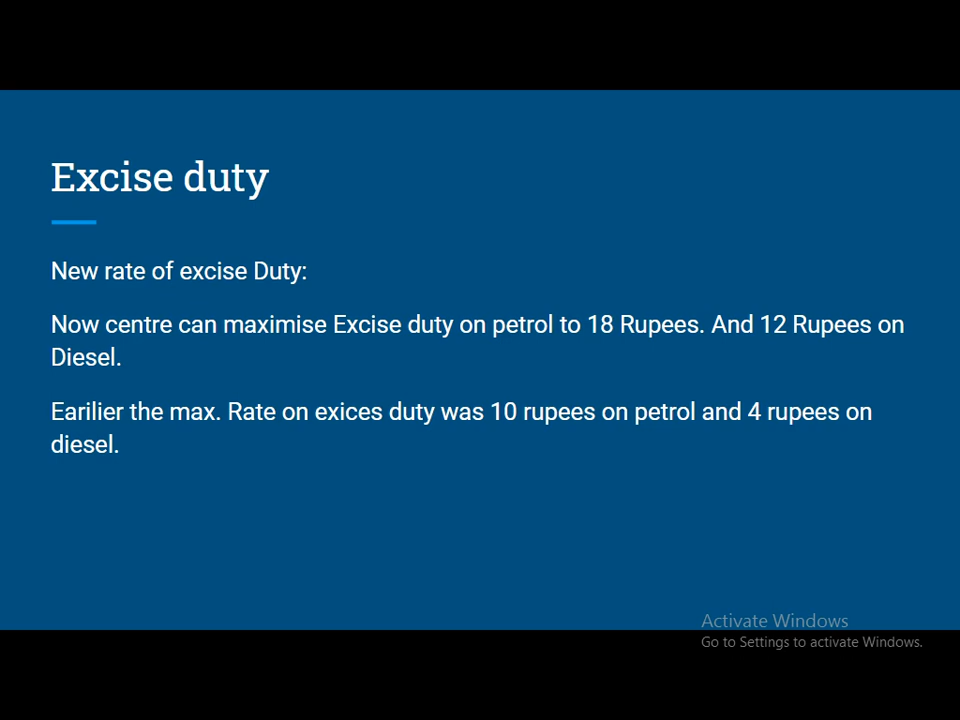 Excise duty
New rate of excise Duty:
Now centre can maximise Excise duty on petrol to 18 Rupees. And 12 Rupees on
Diesel.
Earilier the max. Rate on exices duty was 10 rupees on petrol and 4 rupees on
diesel.
Activate Windows
Go to Settings to activate Windows.